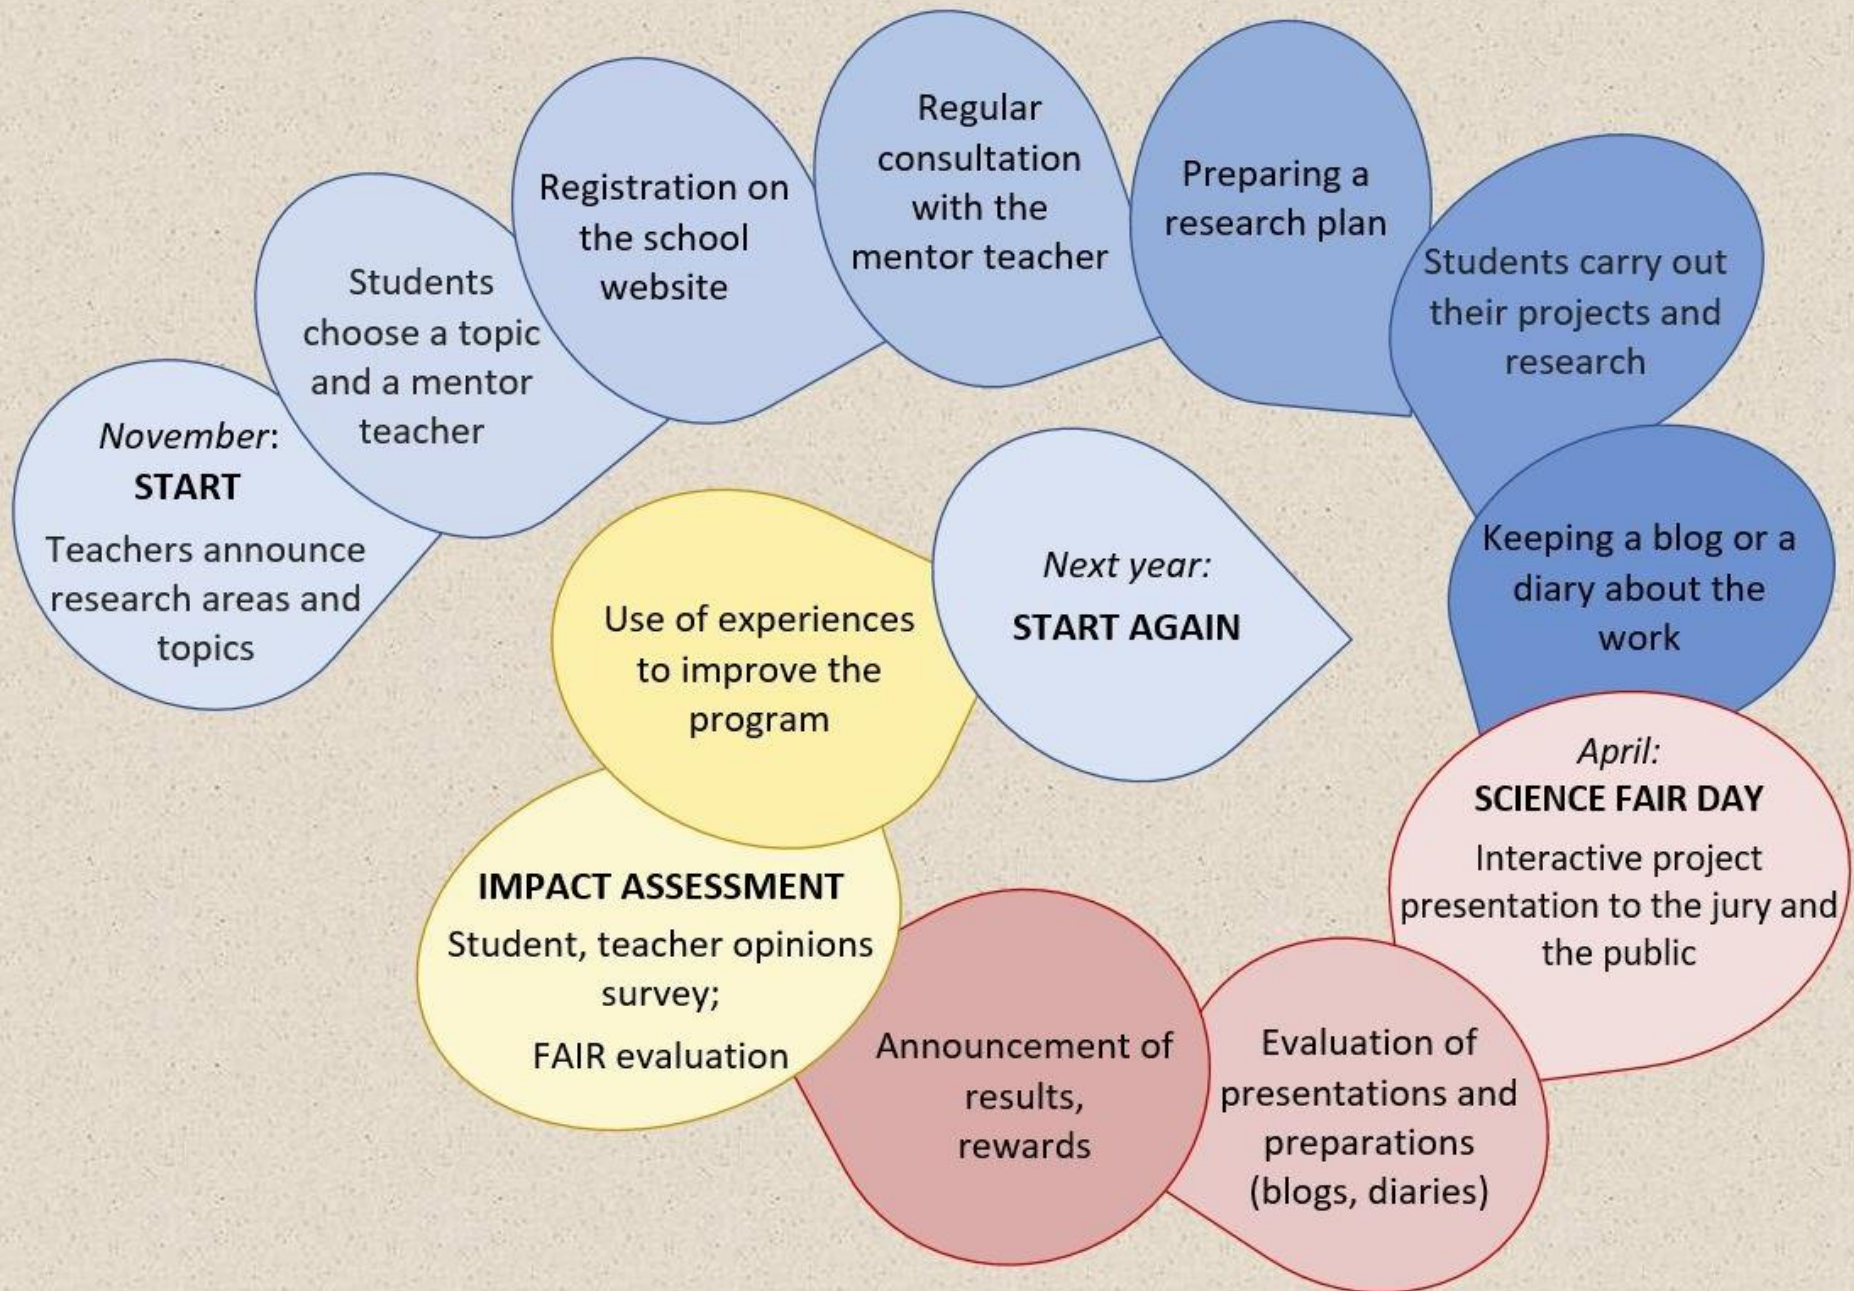 November:
START
Teachers announce
research areas and
topics
Students
choose a topic
and a mentor
teacher
Registration on
the school
website
Regular
consultation
with the
mentor teacher
Preparing a
research plan
Students carry out
their projects and
research
Keeping a blog or a
diary about the
work
April:
SCIENCE FAIR DAY
Interactive project
presentation to the jury and
the public
Evaluation of
presentations and
preparations
(blogs, diaries)
Announcement of
results,
rewards
IMPACT ASSESSMENT
Student, teacher opinions
survey;
FAIR evaluation
Use of experiences
to improve the
program
Next year:
START AGAIN